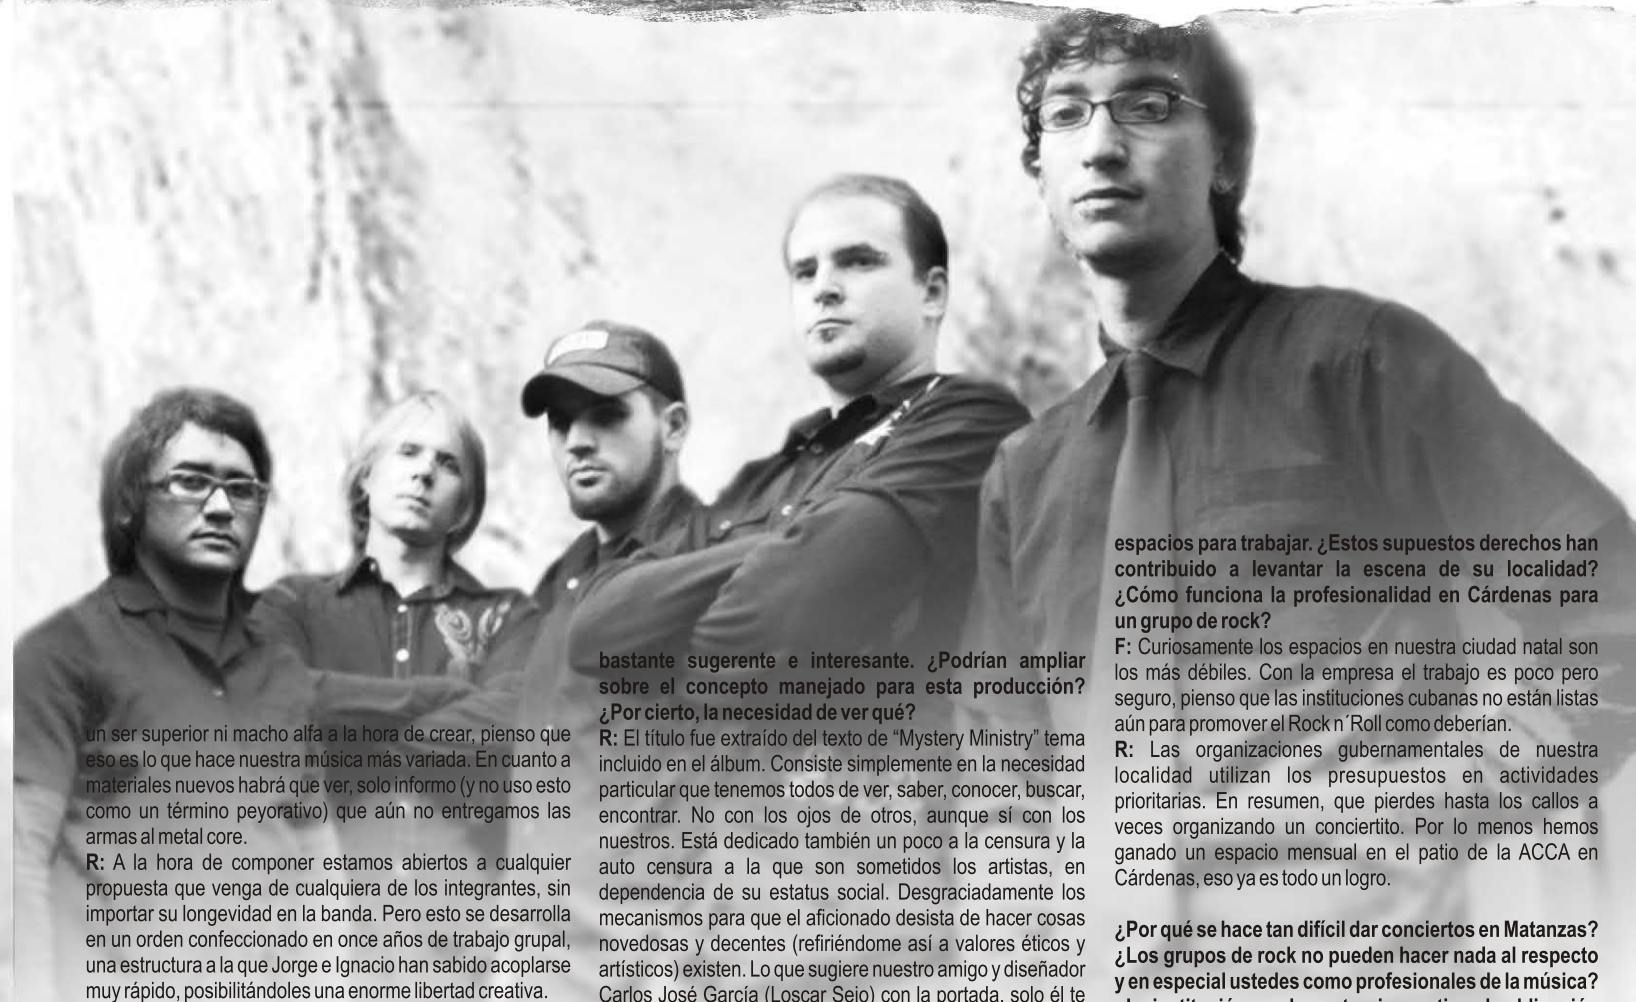 un ser superior ni macho alfa a la hora de crear, pienso que
eso es lo que hace nuestra música más variada. En cuanto a
materiales nuevos habrá que ver, solo informo (y no uso esto
como un término peyorativo) que aún no entregamos las
armas al metal core.
R: A la hora de componer estamos abiertos a cualquier
propuesta que venga de cualquiera de los integrantes, sin
importar su longevidad en la banda. Pero esto se desarrolla
en un orden confeccionado en once años de trabajo grupal,
una estructura a la que Jorge e Ignacio han sabido acoplarse
muy rápido, posibilitándoles una enorme libertad creativa.
bastante sugerente e interesante. ¿Podrían ampliar
sobre el concepto manejado para esta producción?
¿Por cierto, la necesidad de ver qué?
R: El título fue extraído del texto de “Mystery Ministry” tema
incluido en el álbum. Consiste simplemente en la necesidad
particular que tenemos todos de ver, saber, conocer, buscar,
encontrar. No con los ojos de otros, aunque sí con los
nuestros. Está dedicado también un poco a la censura y la
auto censura a la que son sometidos los artistas, en
dependencia de su estatus social. Desgraciadamente los
mecanismos para que el aficionado desista de hacer cosas
novedosas y decentes (refiriéndome así a valores éticos y
artísticos) existen. Lo que sugiere nuestro amigo y diseñador
Carlos José García (Loscar Sejo) con la portada, solo él te
espacios para trabajar. ¿Estos supuestos derechos han
contribuido a levantar la escena de su localidad?
¿Cómo funciona la profesionalidad en Cárdenas para
un grupo de rock?
F: Curiosamente los espacios en nuestra ciudad natal son
los más débiles. Con la empresa el trabajo es poco pero
seguro, pienso que las instituciones cubanas no están listas
aún para promover el Rock n´Roll como deberían.
R: Las organizaciones gubernamentales de nuestra
localidad utilizan los presupuestos en actividades
prioritarias. En resumen, que pierdes hasta los callos a
veces organizando un conciertito. Por lo menos hemos
ganado un espacio mensual en el patio de la ACCA en
Cárdenas, eso ya es todo un logro.
¿Por qué se hace tan difícil dar conciertos en Matanzas?
¿Los grupos de rock no pueden hacer nada al respecto
y en especial ustedes como profesionales de la música?